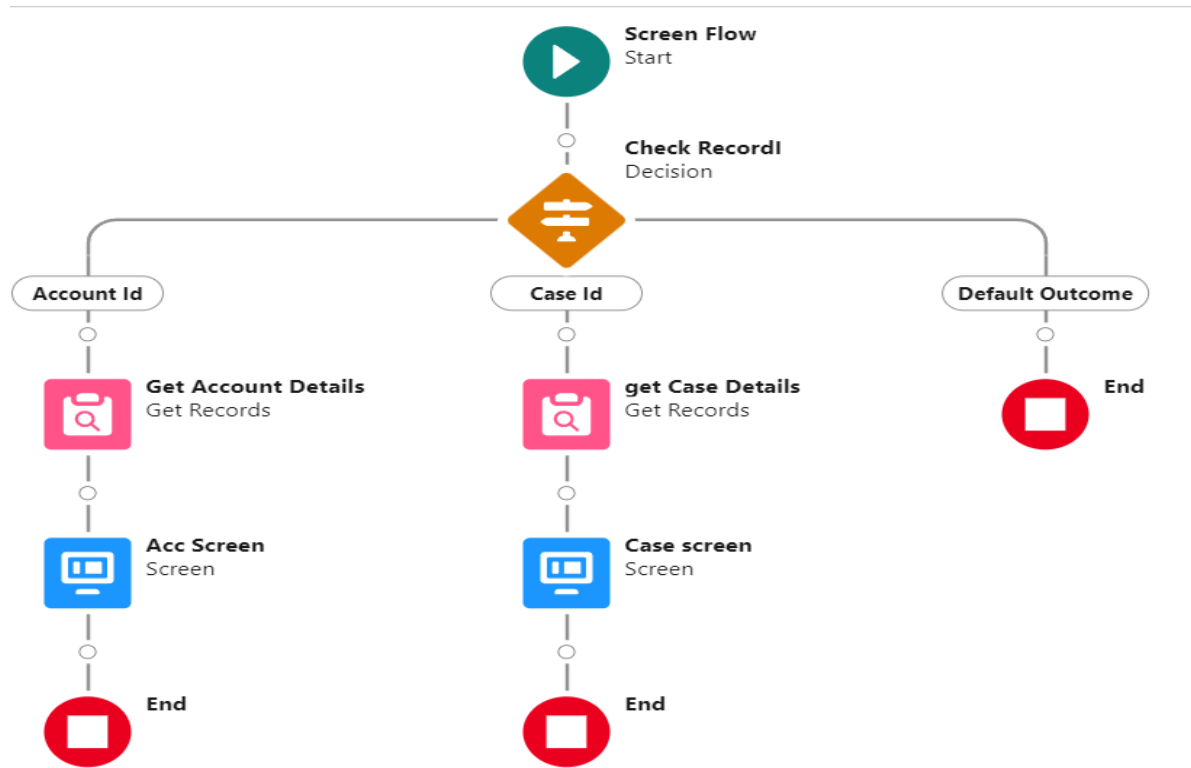 Screen Flow
Start
Check RecordI
Decision
Account Id
Case Id
Default Outcome
Get Account Details
Get Records
get Case Details
Get Records
End
Acc Screen
Screen
Case screen
Screen
End
End